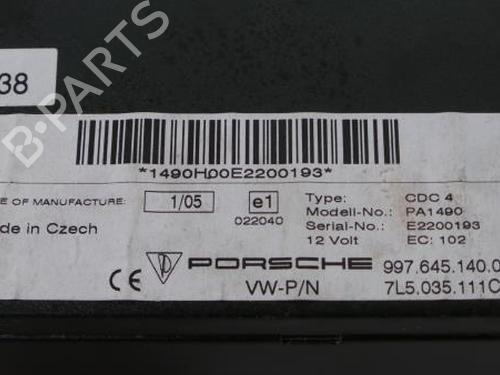 38
*1490H00E2200193*
E OF MANUFACTURE: 1/05 e1 Type: CDC 4
022040 Modell-No.: PA1490
de in Czech Serial-No.: E2200193
12 Volt EC: 102
CE PORSCHE 997.645.140.0
VW-P/N 7L5.035.111C
B-PARTS